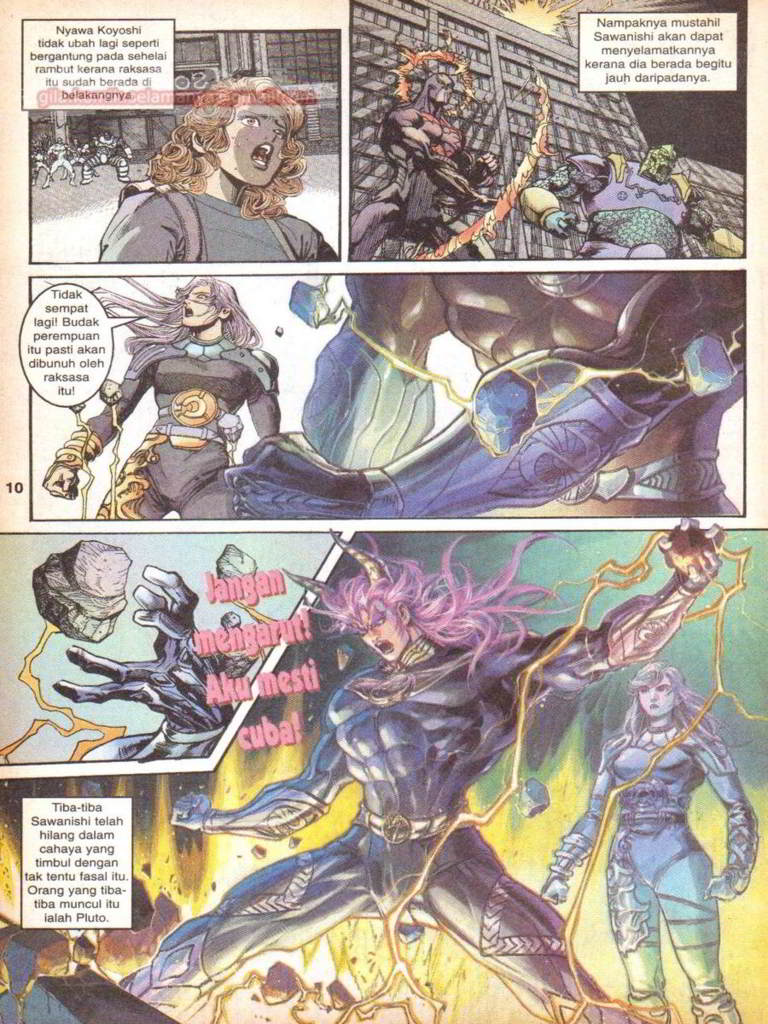 Nyawa Koyoshi
tidak ubah lagi seperti
bergantung pada sehelai
rambut kerana raksasa
itu sudah berada di
belakangnya.
Nampaknya mustahil
Sawanishi akan dapat
menyelamatkannya
kerana dia berada begitu
jauh daripadanya.
Tidak
sempat
lagi! Budak
perempuan
itu pasti akan
dibunuh oleh
raksasa
itu!
10
Jangan
mengarut!
Aku mesti
cuba!
Tiba-tiba
Sawanishi telah
hilang dalam
cahaya yang
timbul dengan
tak tentu fasal itu.
Orang yang tiba-
tiba muncul itu
ialah Pluto.